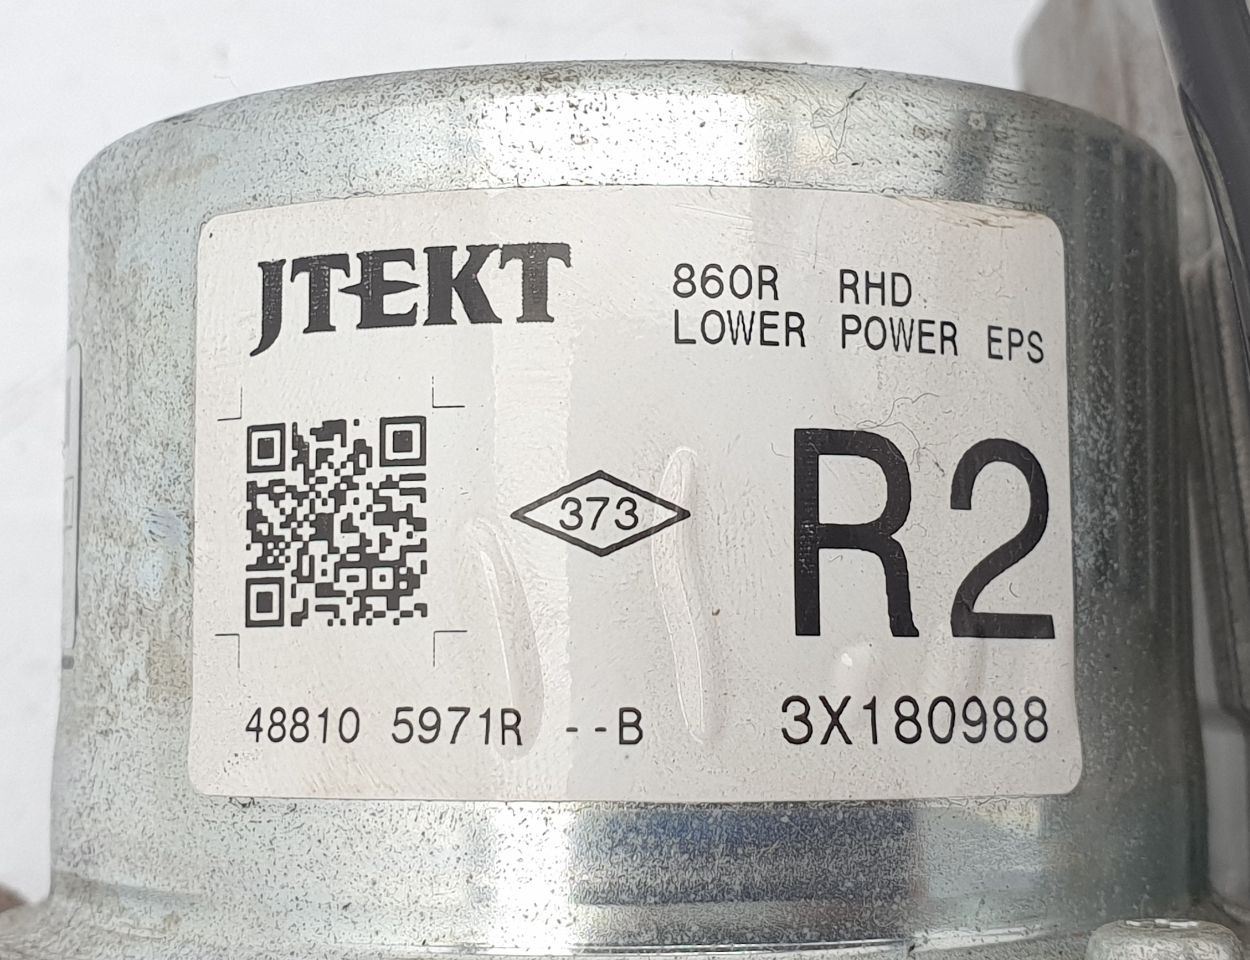 JTEKT
860R RHD
LOWER POWER EPS
373
R2
48810 5971R --B
3X180988